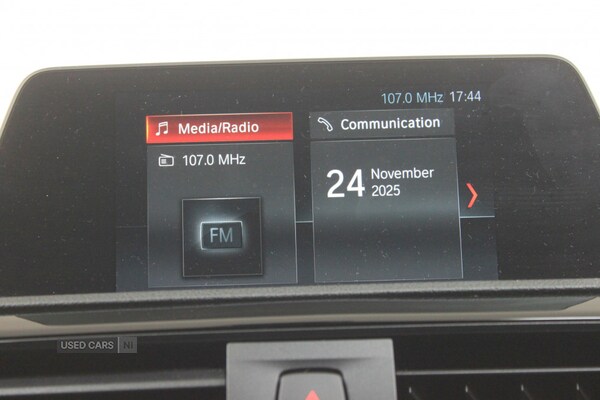 107.0 MHz 17:44
Media/Radio
107.0 MHz
FM
Communication
24 November
2025
USED CARS NI